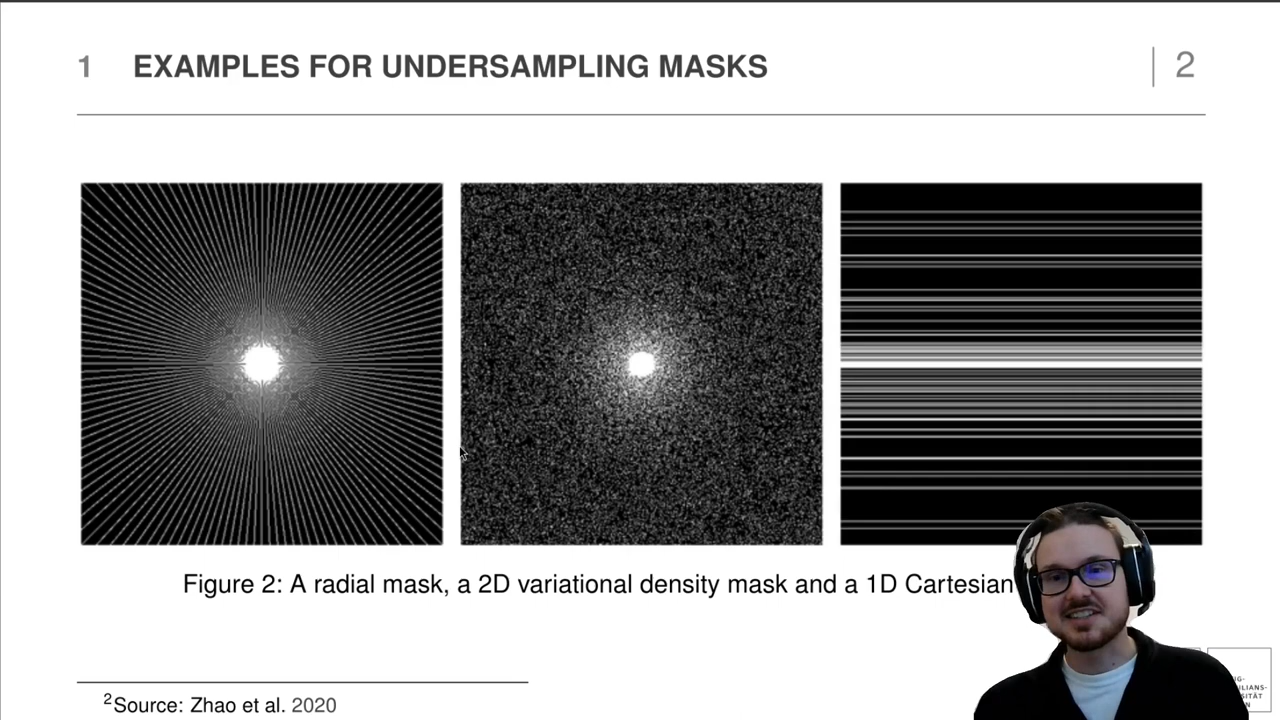 1 EXAMPLES FOR UNDERSAMPLING MASKS
2
Figure 2: A radial mask, a 2D variational density mask and a 1D Cartesian
2Source: Zhao et al. 2020